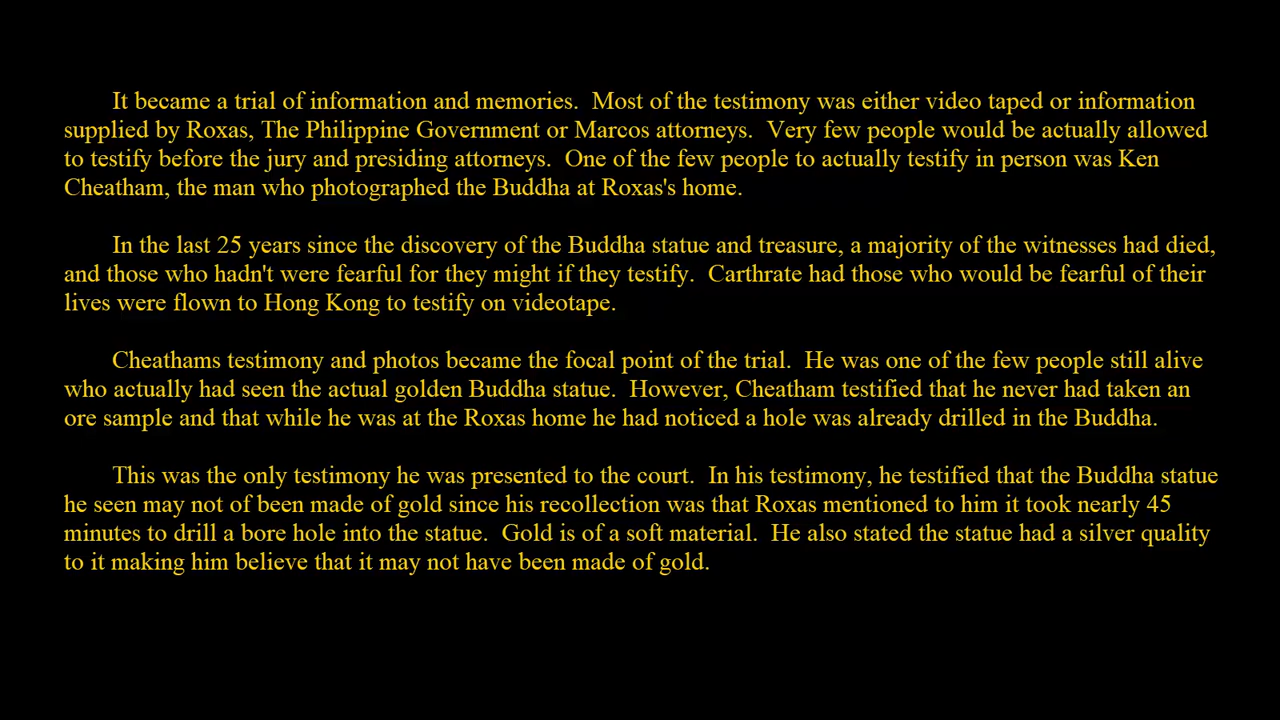 It became a trial of information and memories.  Most of the testimony was either video taped or information
supplied by Roxas, The Philippine Government or Marcos attorneys.  Very few people would be actually allowed
to testify before the jury and presiding attorneys.  One of the few people to actually testify in person was Ken
Cheatham, the man who photographed the Buddha at Roxas's home.
In the last 25 years since the discovery of the Buddha statue and treasure, a majority of the witnesses had died,
and those who hadn't were fearful for they might if they testify.  Carthrate had those who would be fearful of their
lives were flown to Hong Kong to testify on videotape.
Cheathams testimony and photos became the focal point of the trial.  He was one of the few people still alive
who actually had seen the actual golden Buddha statue.  However, Cheatham testified that he never had taken an
ore sample and that while he was at the Roxas home he had noticed a hole was already drilled in the Buddha.
This was the only testimony he was presented to the court.  In his testimony, he testified that the Buddha statue
he seen may not of been made of gold since his recollection was that Roxas mentioned to him it took nearly 45
minutes to drill a bore hole into the statue.  Gold is of a soft material.  He also stated the statue had a silver quality
to it making him believe that it may not have been made of gold.